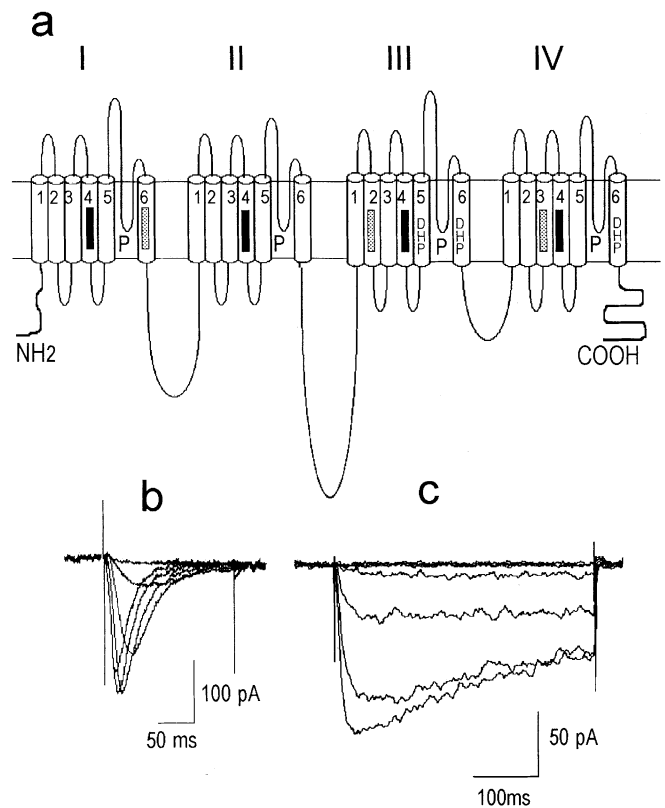 a
I II III IV
1 2 3 4 5 6 1 2 3 4 5 6 1 2 3 4 5 6 1 2 3 4 5 6
DHP DHP DHP
P P P P
NH2 COOH
b c
100 pA
50 ms
50 pA
100ms